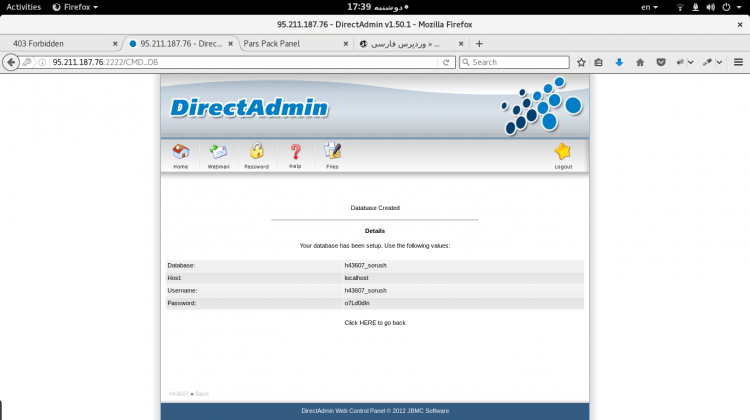 Activities Firefox دوشنبه 17:39 en
95.211.187.76 - DirectAdmin v1.50.1 - Mozilla Firefox
403 Forbidden 95.211.187.76 - Direc... Pars Pack Panel وردپرس فارسی » ...
95.211.187.76:2222/CMD_DB Search
DirectAdmin
Home Webmail Password Help Files Logout
Database Created
Details
Your database has been setup. Use the following values:
Database: h43607_sorush
Host: localhost
Username: h43607_sorush
Password: o7Ld0dIn
Click HERE to go back
h43607 Back
DirectAdmin Web Control Panel © 2012 JBMC Software